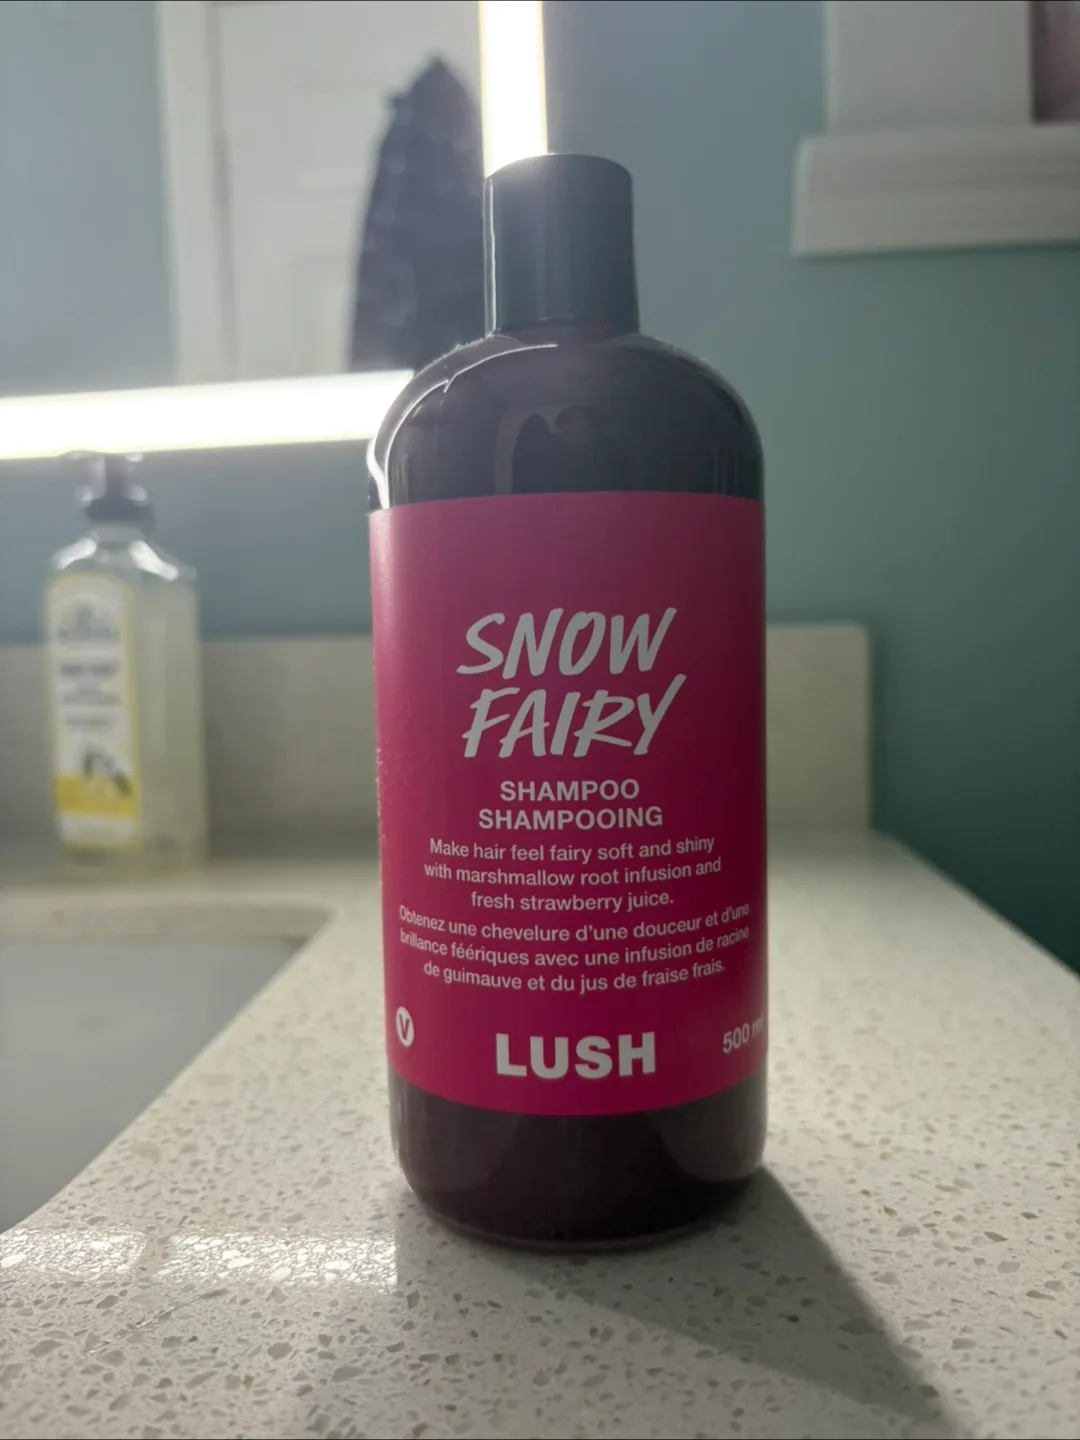 SNOW
FAIRY
SHAMPOO
SHAMPOOING
Make hair feel fairy soft and shiny
with marshmallow root infusion and
fresh strawberry juice.
Obtenez une chevelure d'une douceur et d'une
brillance féériques avec une infusion de racine
de guimauve et du jus de fraise frais.
V
LUSH
500 ml